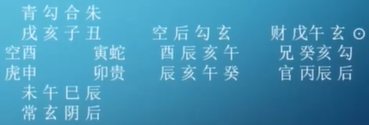 青勾合朱
戌亥子丑 空后勾玄 财戊午玄⊙
空酉 寅蛇 酉辰亥午 兄癸亥勾
虎申 卯贵 辰亥午癸 官丙辰后
未午巳辰
常玄阴后